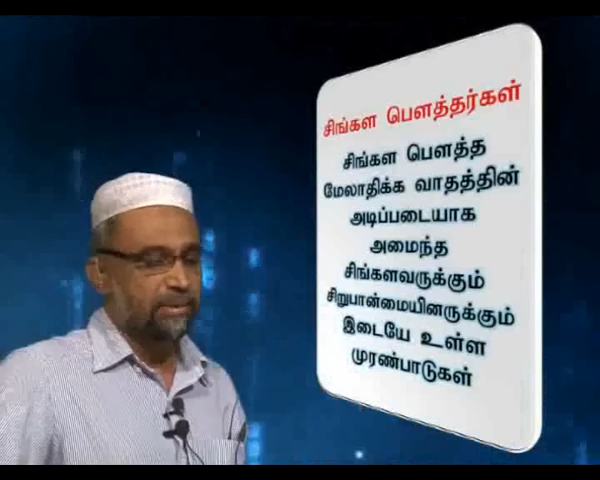 சிங்கள பௌத்தர்கள்
சிங்கள பௌத்த
மேலாதிக்க வாதத்தின்
அடிப்படையாக
அமைந்த
சிங்களவருக்கும்
சிறுபான்மையினருக்கும்
இடையே உள்ள
முரண்பாடுகள்